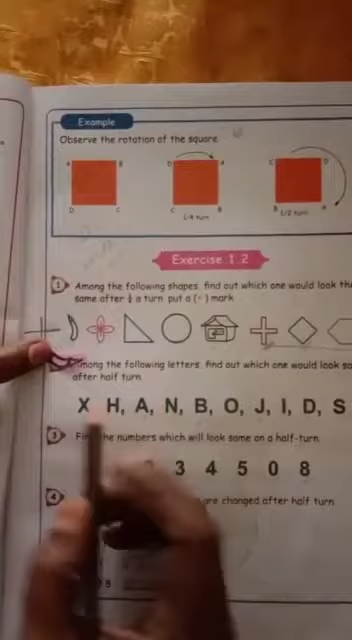 Example
Observe the rotation of the square.
A B D A C D
D C C B B A
1/4 turn 1/2 turn
Exercise 1.2
1 Among the following shapes, find out which one would look the
same after ½ a turn put a (✓) mark
Among the following letters, find out which one would look
after half turn.
X H, A, N, B, O, J, I, D, S
3 the numbers which will look same on a half-turn
3 4 5 0 8
4 are changed after half turn